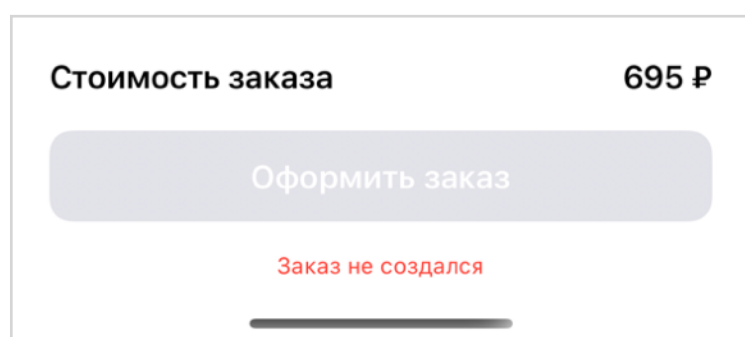 Стоимость заказа 695 ₽
Оформить заказ
Заказ не создался